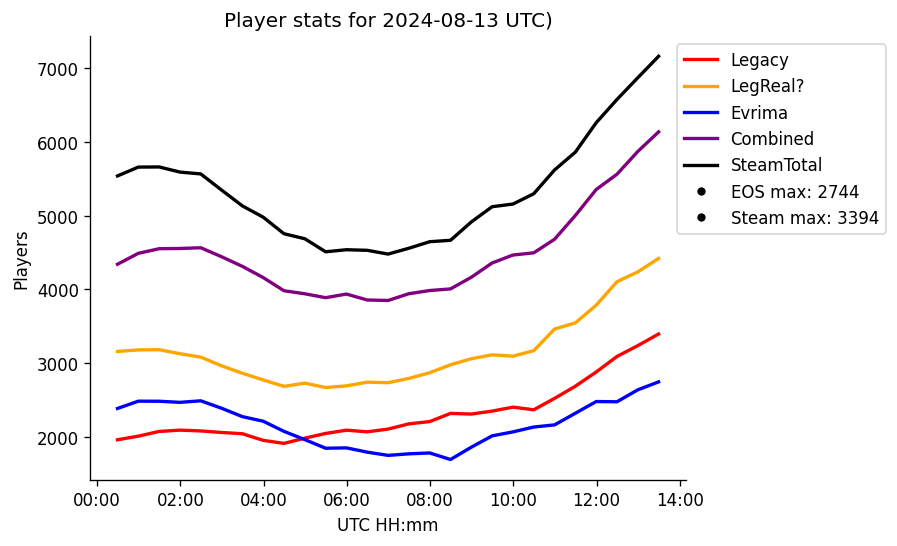 Player stats for 2024-08-13 UTC)
Legacy
LegReal?
Evrima
Combined
SteamTotal
EOS max: 2744
Steam max: 3394
Players
7000
6000
5000
4000
3000
2000
00:00 02:00 04:00 06:00 08:00 10:00 12:00 14:00
UTC HH:mm